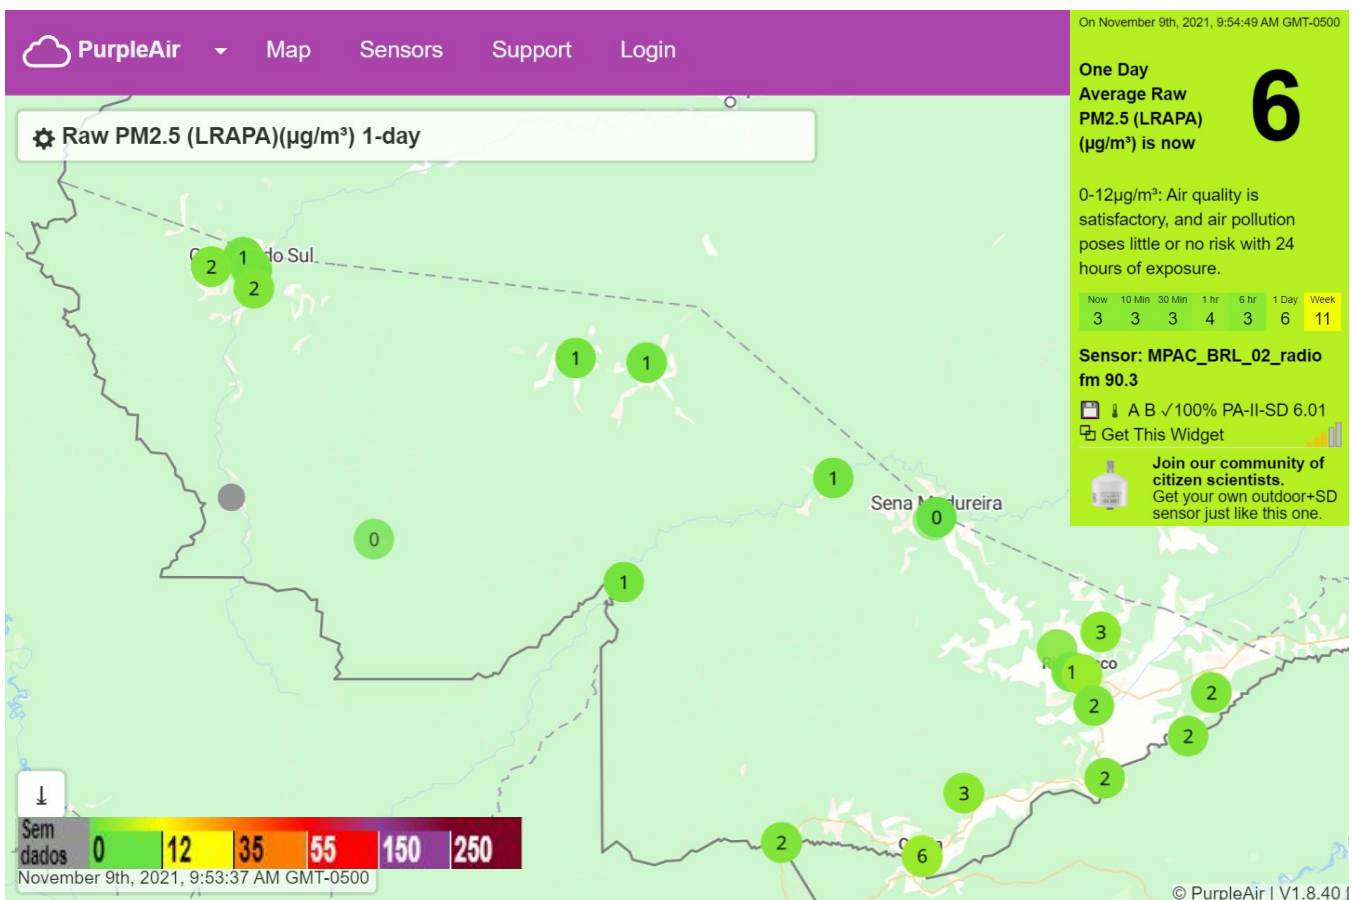 PurpleAir Map Sensors Support Login
On November 9th, 2021, 9:54:49 AM GMT-0500
One Day
Average Raw
PM2.5 (LRAPA)
(µg/m³) is now
6
0-12µg/m³: Air quality is
satisfactory, and air pollution
poses little or no risk with 24
hours of exposure.
Now 10 Min 30 Min 1 hr 6 hr 1 Day Week
3 3 3 4 3 6 11
Sensor: MPAC_BRL_02_radio
fm 90.3
A B ✓100% PA-II-SD 6.01
Get This Widget
Join our community of
citizen scientists.
Get your own outdoor+SD
sensor just like this one.
Raw PM2.5 (LRAPA)(µg/m³) 1-day
do Sul
2
1
2
1
1
1
Sena Madureira
0
0
1
3
1
2
2
2
2
3
2
6
Sem
dados
0 12 35 55 150 250
November 9th, 2021, 9:53:37 AM GMT-0500
© PurpleAir | V1.8.40 |